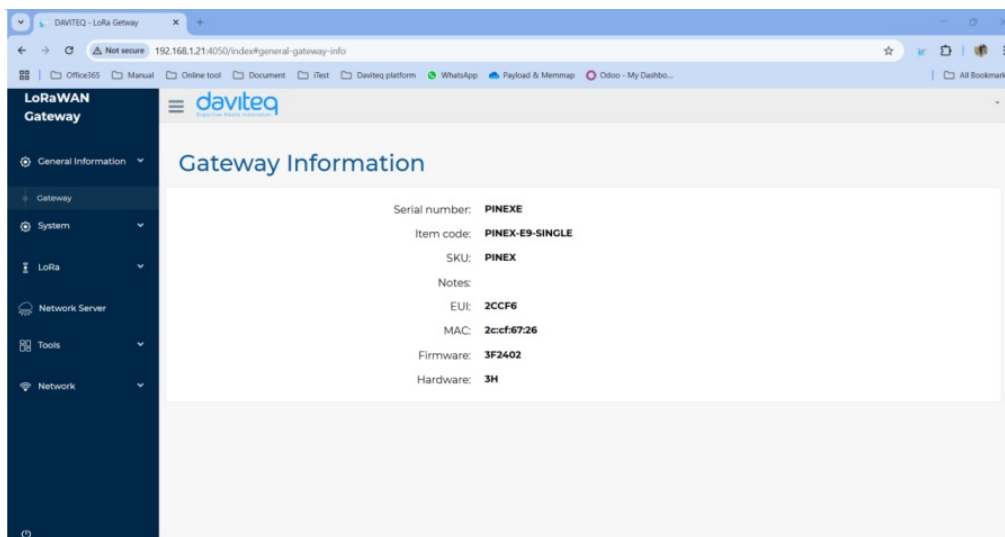 DAVITEQ - LoRa Getway
Not secure 192.168.1.21:4050/index#general-gateway-info
Office365 Manual Online tool Document iTest Daviteq platform WhatsApp Payload & Memmap Odoo - My Dashbo... All Bookmark
LoRaWAN
Gateway
daviteq
General Information
Gateway
System
LoRa
Network Server
Tools
Network
Gateway Information
Serial number: PINEXE
Item code: PINEX-E9-SINGLE
SKU: PINEX
Notes:
EUI: 2CCF6
MAC: 2c:cf:67:26
Firmware: 3F2402
Hardware: 3H